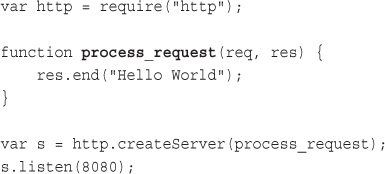 var http = require("http");

function process_request(req, res) {
    res.end("Hello World");
}

var s = http.createServer(process_request);
s.listen(8080);